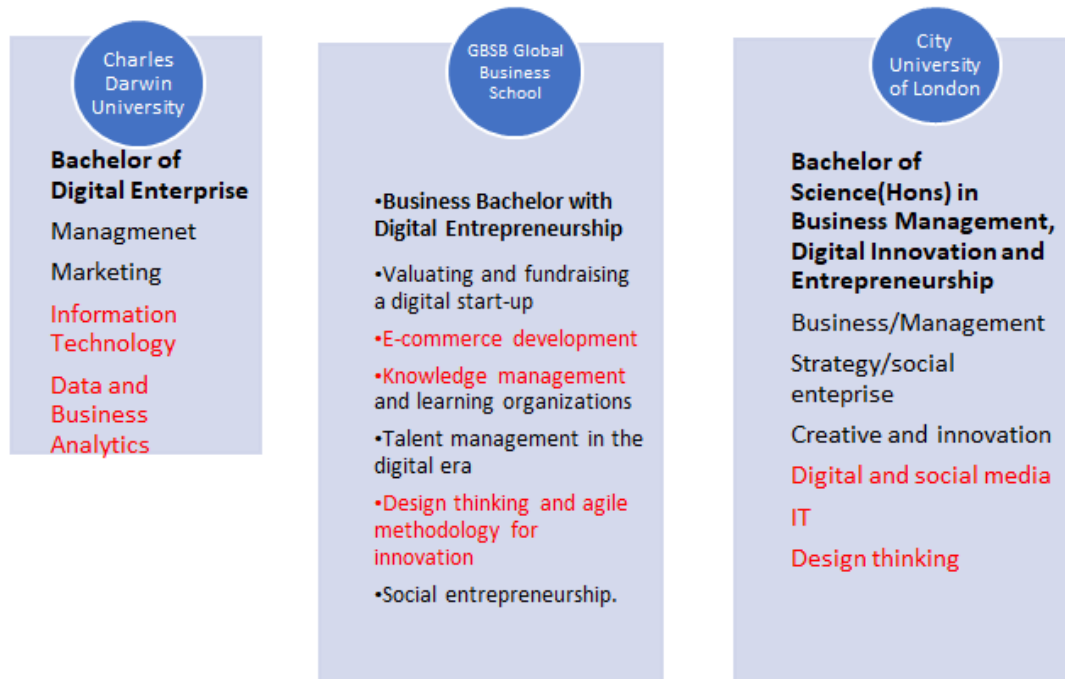 Charles
Darwin
University
Bachelor of
Digital Enterprise
Managmenet
Marketing
Information
Technology
Data and
Business
Analytics
GBSB Global
Business
School
•Business Bachelor with
Digital Entrepreneurship
•Valuating and fundraising
a digital start-up
•E-commerce development
•Knowledge management
and learning organizations
•Talent management in the
digital era
•Design thinking and agile
methodology for
innovation
•Social entrepreneurship.
City
University
of London
Bachelor of
Science(Hons) in
Business Management,
Digital Innovation and
Entrepreneurship
Business/Management
Strategy/social
enteprise
Creative and innovation
Digital and social media
IT
Design thinking